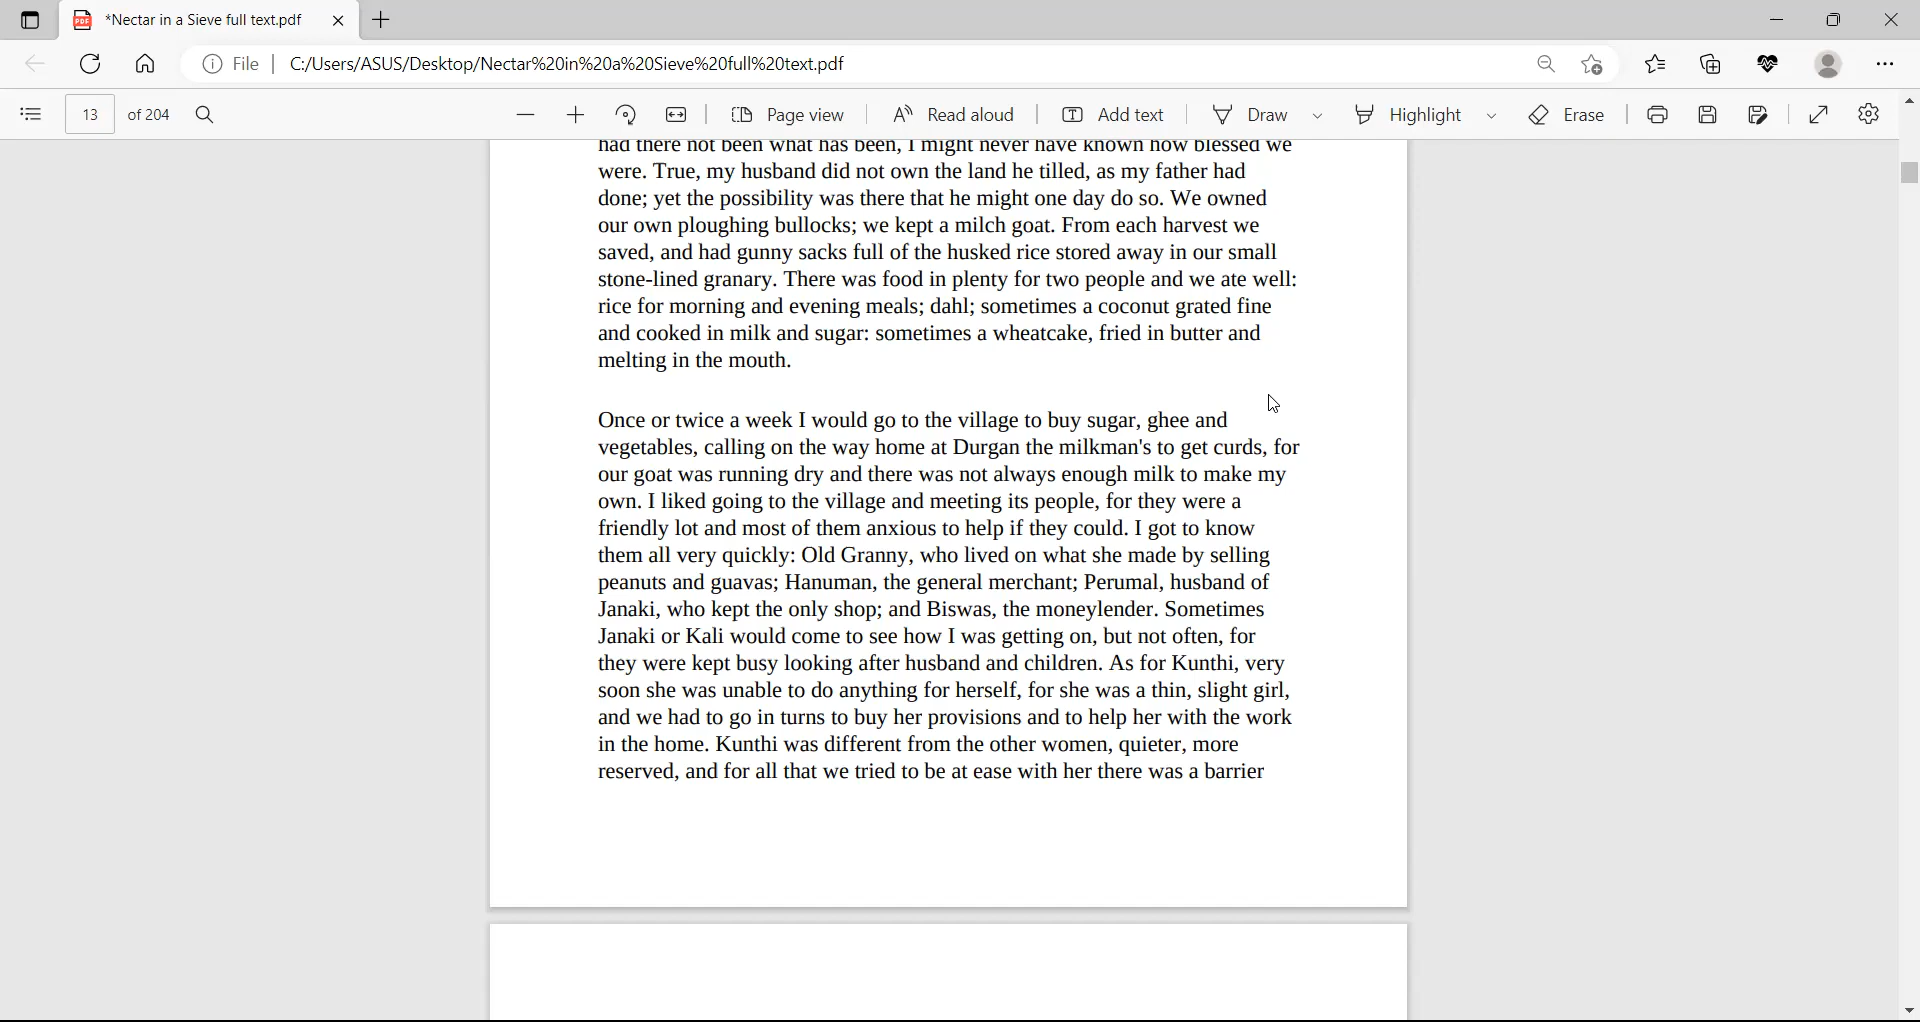 *Nectar in a Sieve full text.pdf
File
C:/Users/ASUS/Desktop/Nectar%20in%20a%20Sieve%20full%20text.pdf
13 of 204
Page view
Read aloud
Add text
Draw
Highlight
Erase
had there not been what has been, I might never have known how blessed we
were. True, my husband did not own the land he tilled, as my father had
done; yet the possibility was there that he might one day do so. We owned
our own ploughing bullocks; we kept a milch goat. From each harvest we
saved, and had gunny sacks full of the husked rice stored away in our small
stone-lined granary. There was food in plenty for two people and we ate well:
rice for morning and evening meals; dahl; sometimes a coconut grated fine
and cooked in milk and sugar: sometimes a wheatcake, fried in butter and
melting in the mouth.
Once or twice a week I would go to the village to buy sugar, ghee and
vegetables, calling on the way home at Durgan the milkman's to get curds, for
our goat was running dry and there was not always enough milk to make my
own. I liked going to the village and meeting its people, for they were a
friendly lot and most of them anxious to help if they could. I got to know
them all very quickly: Old Granny, who lived on what she made by selling
peanuts and guavas; Hanuman, the general merchant; Perumal, husband of
Janaki, who kept the only shop; and Biswas, the moneylender. Sometimes
Janaki or Kali would come to see how I was getting on, but not often, for
they were kept busy looking after husband and children. As for Kunthi, very
soon she was unable to do anything for herself, for she was a thin, slight girl,
and we had to go in turns to buy her provisions and to help her with the work
in the home. Kunthi was different from the other women, quieter, more
reserved, and for all that we tried to be at ease with her there was a barrier